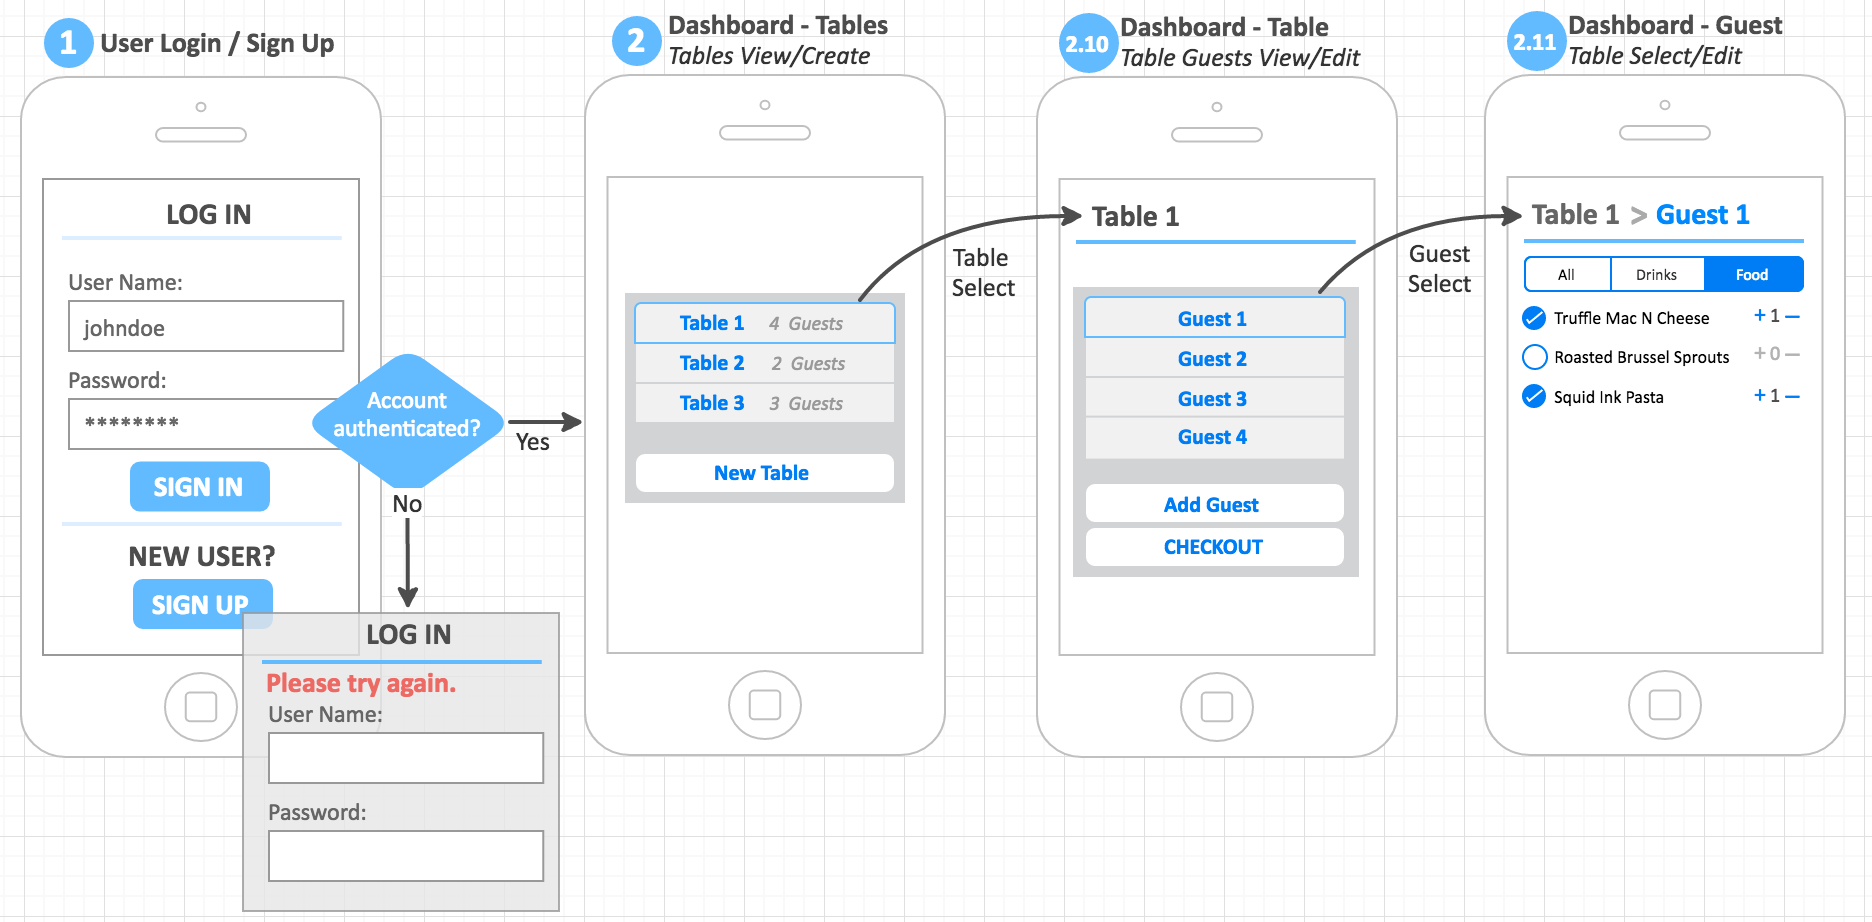 1 User Login / Sign Up
LOG IN
User Name:
johndoe
Password:
********
SIGN IN
NEW USER?
SIGN UP
Account
authenticated?
Yes
No
LOG IN
Please try again.
User Name:
Password:
2 Dashboard - Tables
Tables View/Create
Table 1 4 Guests
Table 2 2 Guests
Table 3 3 Guests
New Table
Table
Select
2.10 Dashboard - Table
Table Guests View/Edit
Table 1
Guest 1
Guest 2
Guest 3
Guest 4
Add Guest
CHECKOUT
Guest
Select
2.11 Dashboard - Guest
Table Select/Edit
Table 1 > Guest 1
All Drinks Food
Truffle Mac N Cheese + 1 —
Roasted Brussel Sprouts + 0 —
Squid Ink Pasta + 1 —